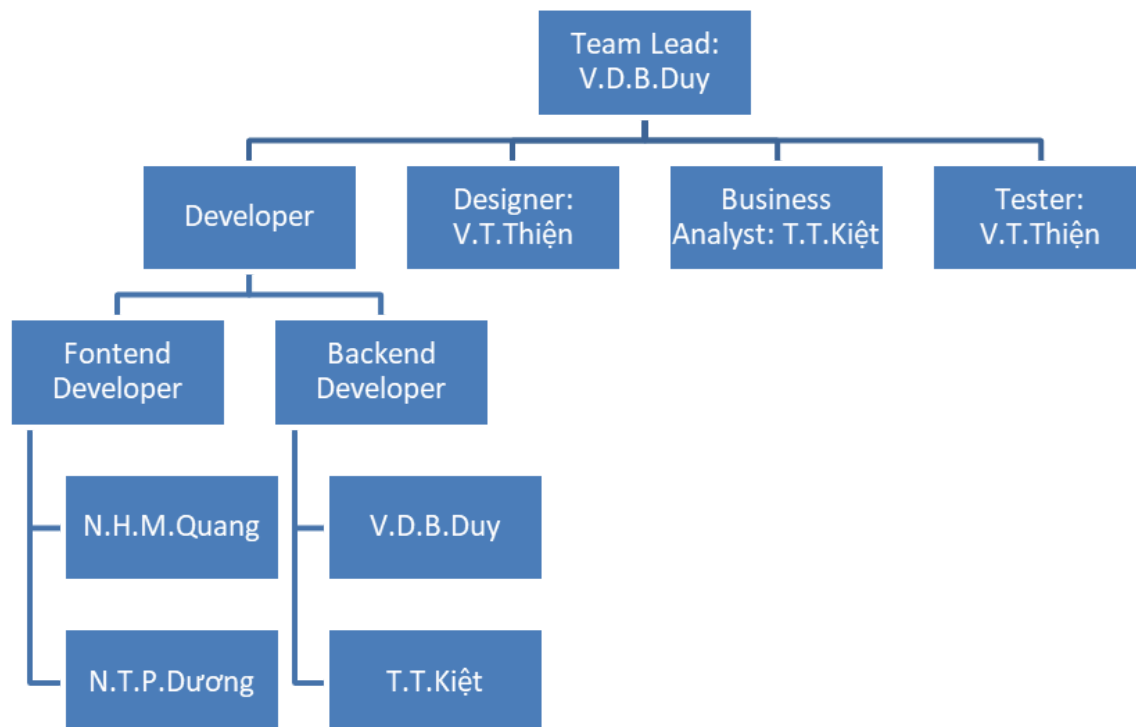 Team Lead:
V.D.B.Duy
Developer
Designer:
V.T.Thiện
Business
Analyst: T.T.Kiệt
Tester:
V.T.Thiện
Fontend
Developer
Backend
Developer
N.H.M.Quang
V.D.B.Duy
N.T.P.Dương
T.T.Kiệt